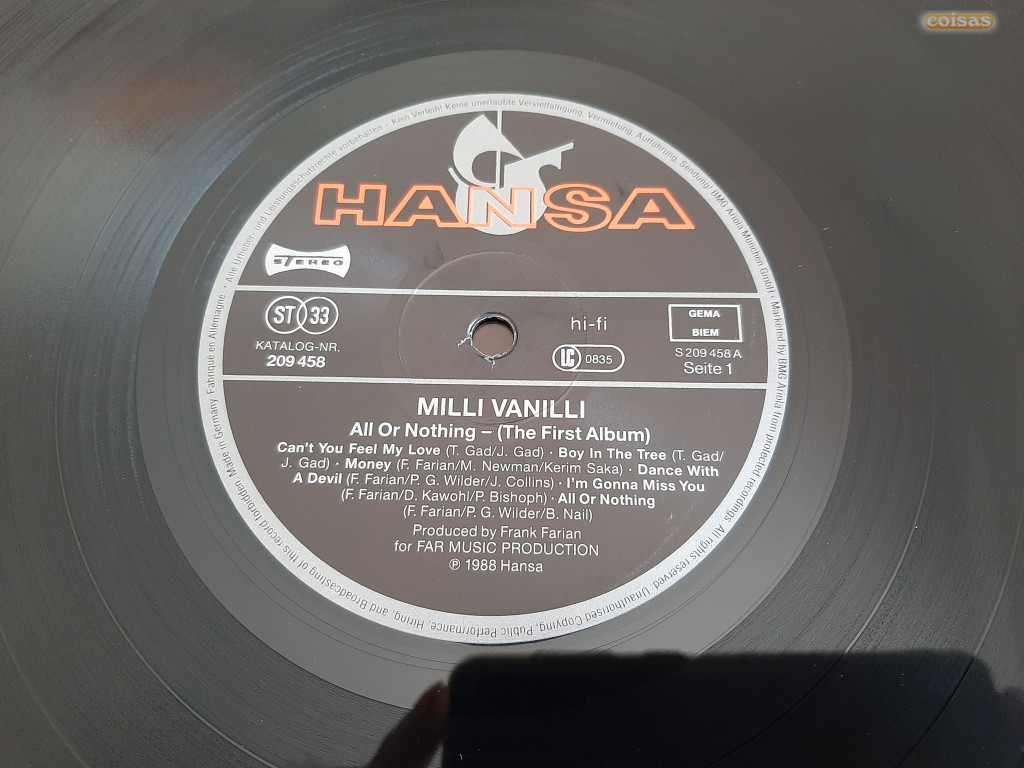 coisas
Alle Urheber- und Leistungsschutzrechte vorbehalten - Kein Verleih! Keine unerlaubte Vervielfältigung, Vermietung, Aufführung, Sendung! BMG Ariola München GmbH · Marketed by BMG Ariola from protected recordings. All rights reserved. Unauthorised Copying, Public Performance, Hiring, and Broadcasting of this record forbidden. Made in Germany. Fabriqué en Allemagne.
HANSA
STEREO
ST 33
hi-fi
GEMA
BIEM
KATALOG-NR.
209 458
LC 0835
S 209 458 A
Seite 1
MILLI VANILLI
All Or Nothing – (The First Album)
Can't You Feel My Love (T. Gad/J. Gad) · Boy In The Tree (T. Gad/
J. Gad) · Money (F. Farian/M. Newman/Kerim Saka) · Dance With
A Devil (F. Farian/P. G. Wilder/J. Collins) · I'm Gonna Miss You
(F. Farian/D. Kawohl/P. Bishoph) · All Or Nothing
(F. Farian/P. G. Wilder/B. Nail)
Produced by Frank Farian
for FAR MUSIC PRODUCTION
℗ 1988 Hansa